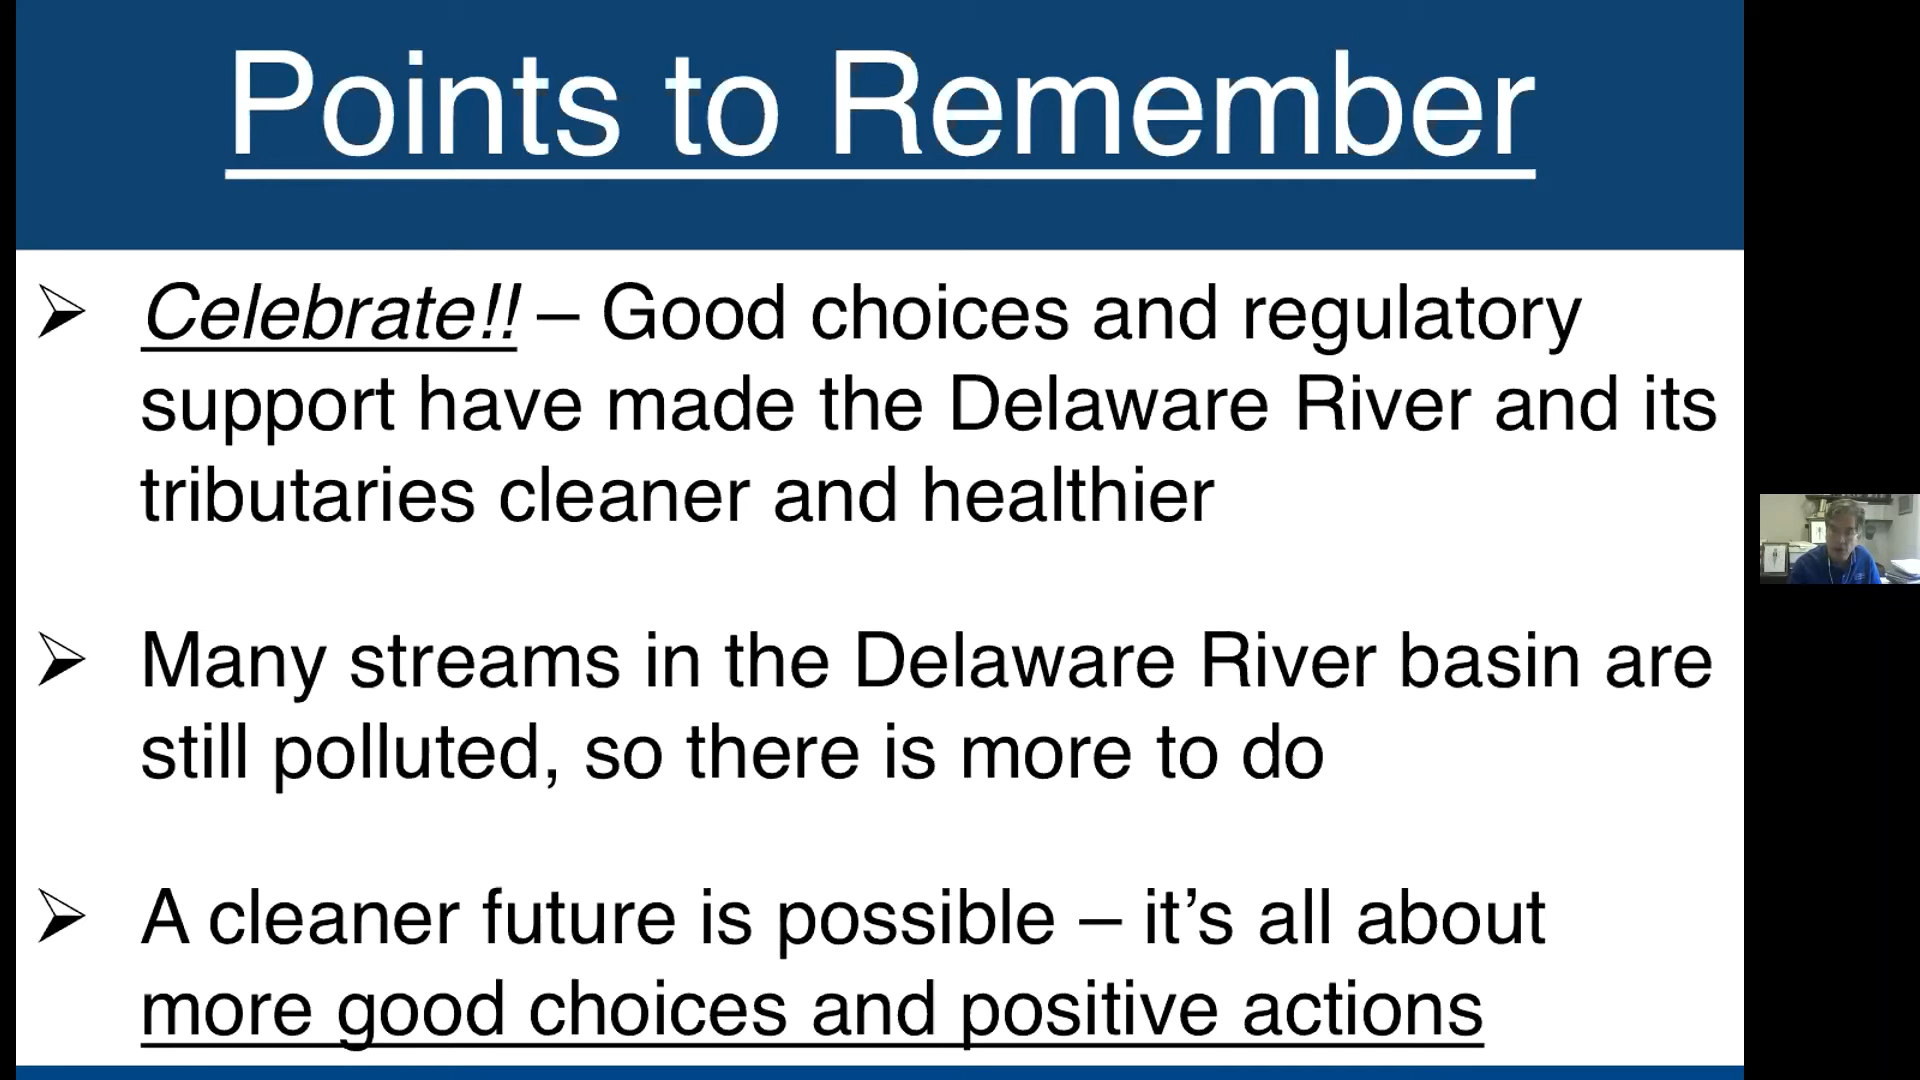 Points to Remember
Celebrate!! – Good choices and regulatory
support have made the Delaware River and its
tributaries cleaner and healthier
Many streams in the Delaware River basin are
still polluted, so there is more to do
A cleaner future is possible – it’s all about
more good choices and positive actions